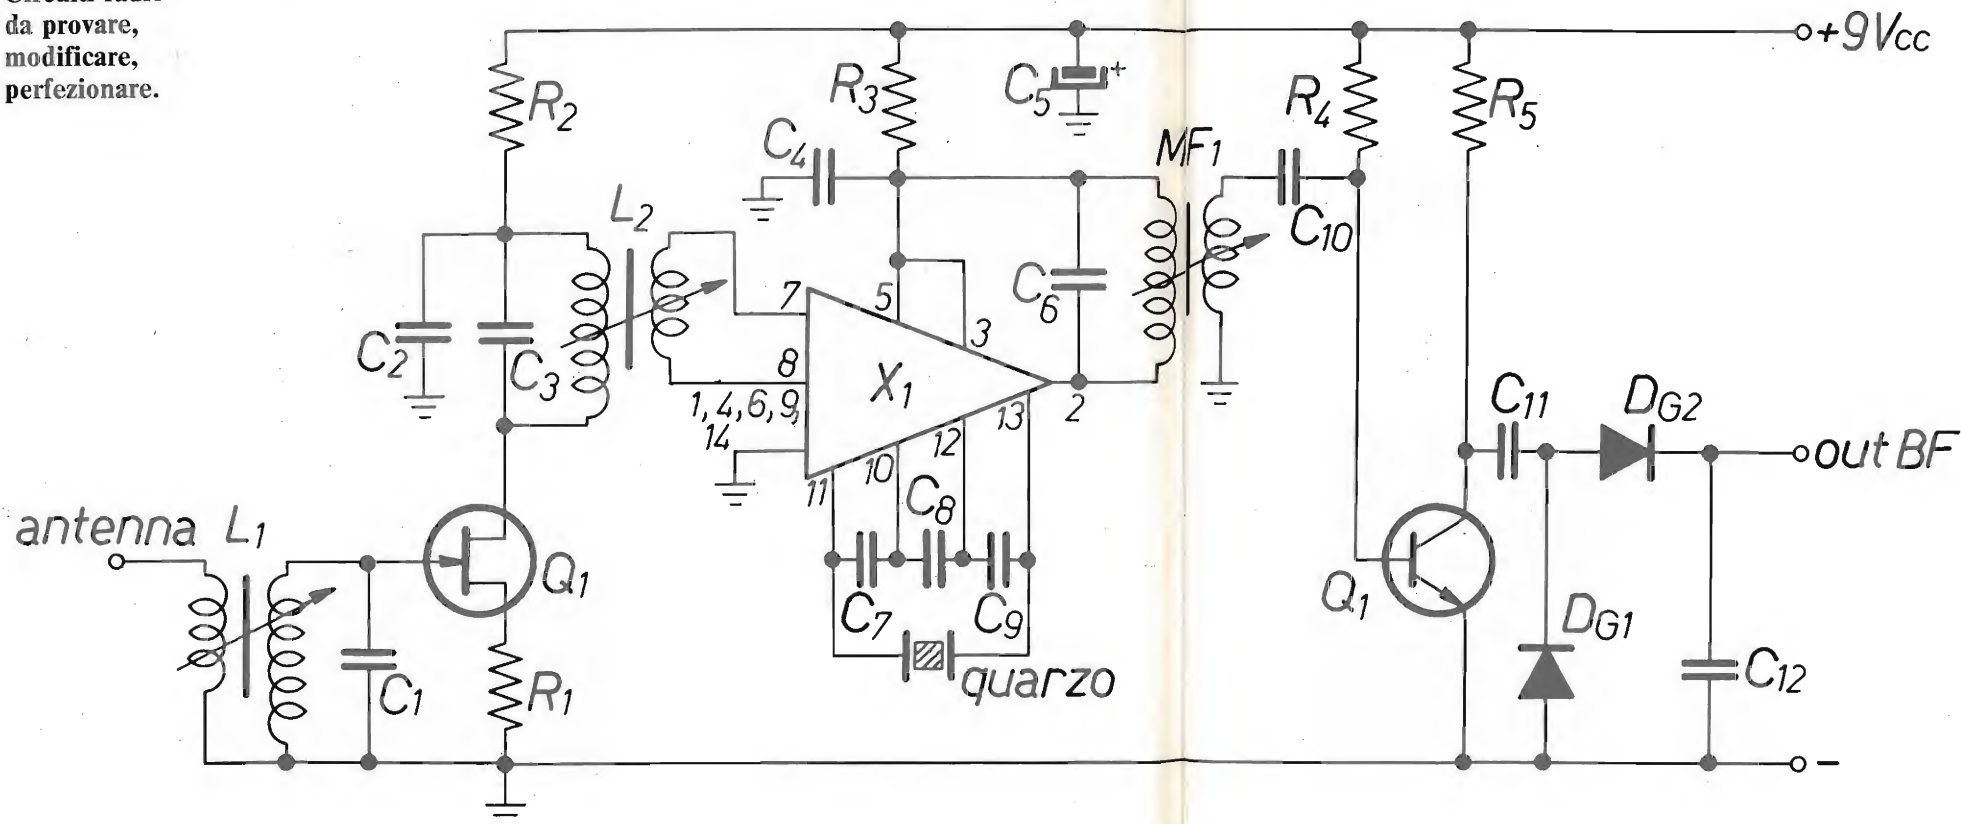 da provare,
modificare,
perfezionare.
+9Vcc
R2
R3
C5
+
R4
R5
C4
MF1
L2
C10
7
5
C6
3
C2
C3
8
X1
1,4,6,9,
14
13
2
12
C11
DG2
10
11
C8
out BF
antenna
L1
Q1
C7
C9
Q1
DG1
quarzo
C1
R1
C12
-